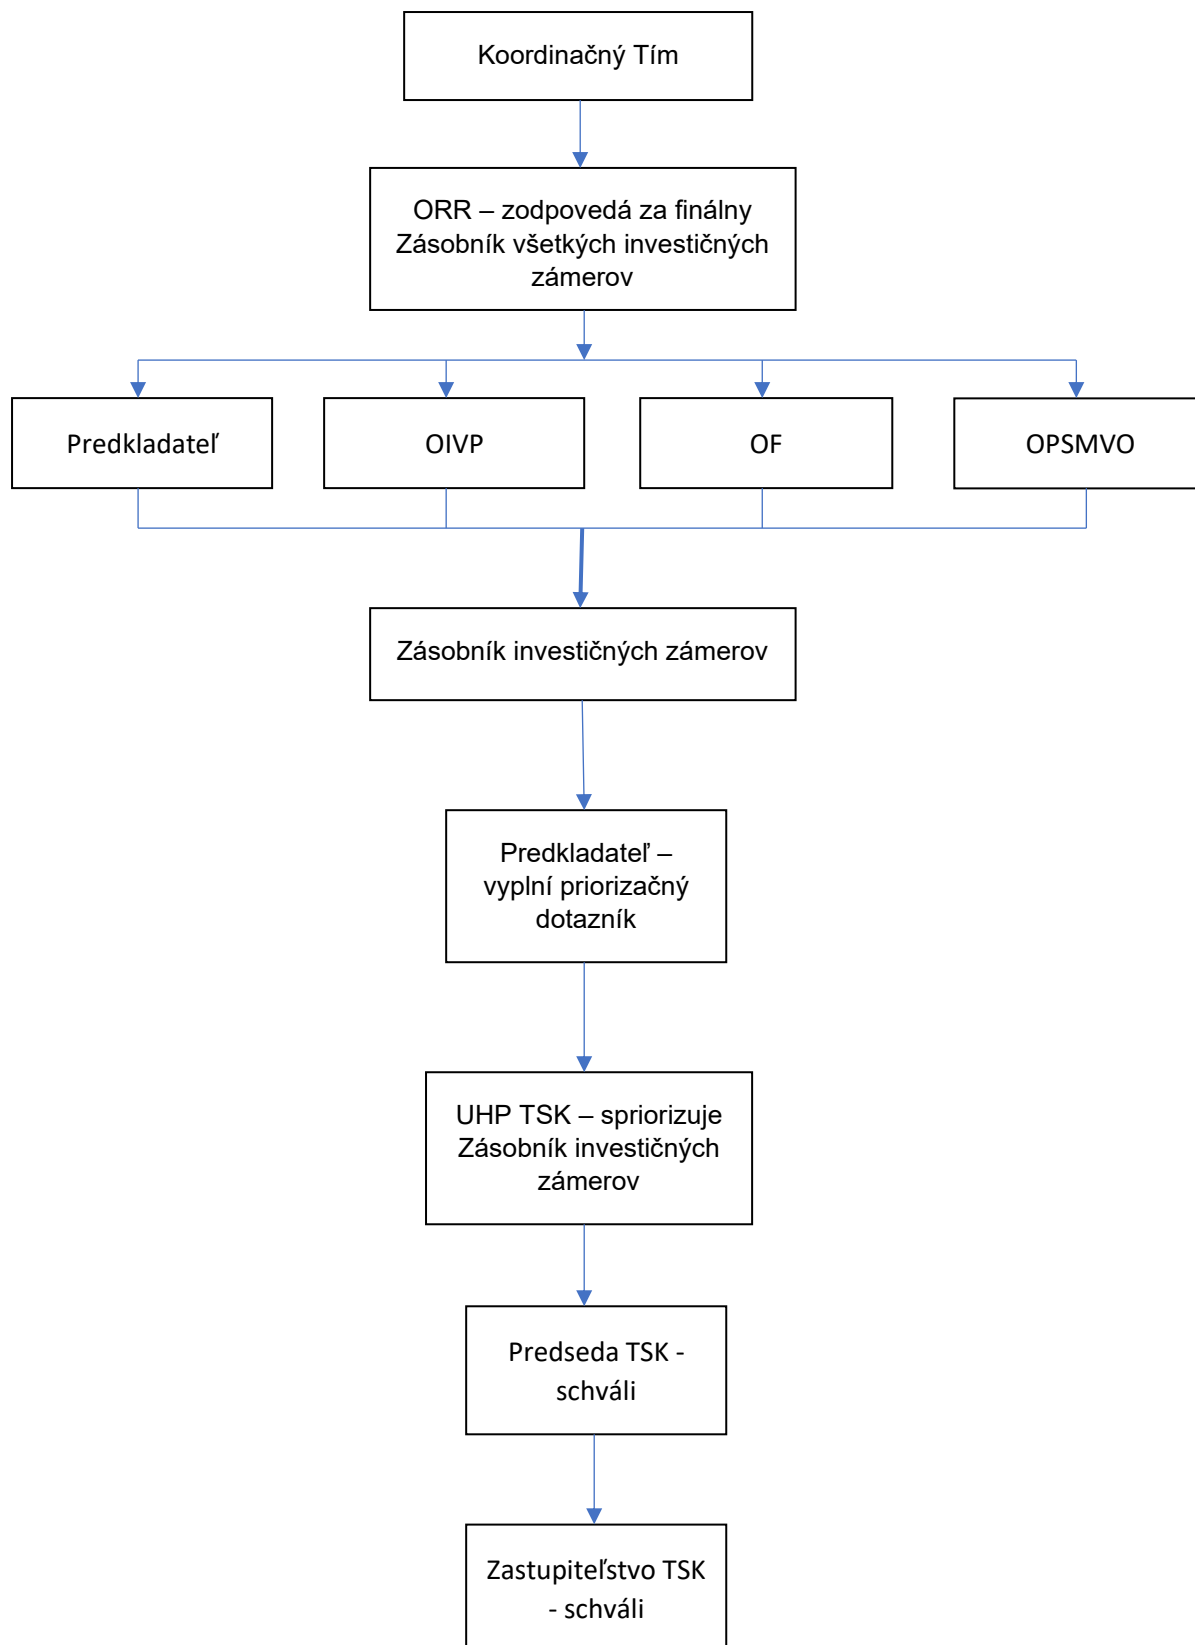 Koordinačný Tím
ORR – zodpovedá za finálny
Zásobník všetkých investičných
zámerov
Predkladateľ
OIVP
OF
OPSMVO
Zásobník investičných zámerov
Predkladateľ –
vyplní priorizačný
dotazník
UHP TSK – spriorizuje
Zásobník investičných
zámerov
Predseda TSK -
schváli
Zastupiteľstvo TSK
- schváli